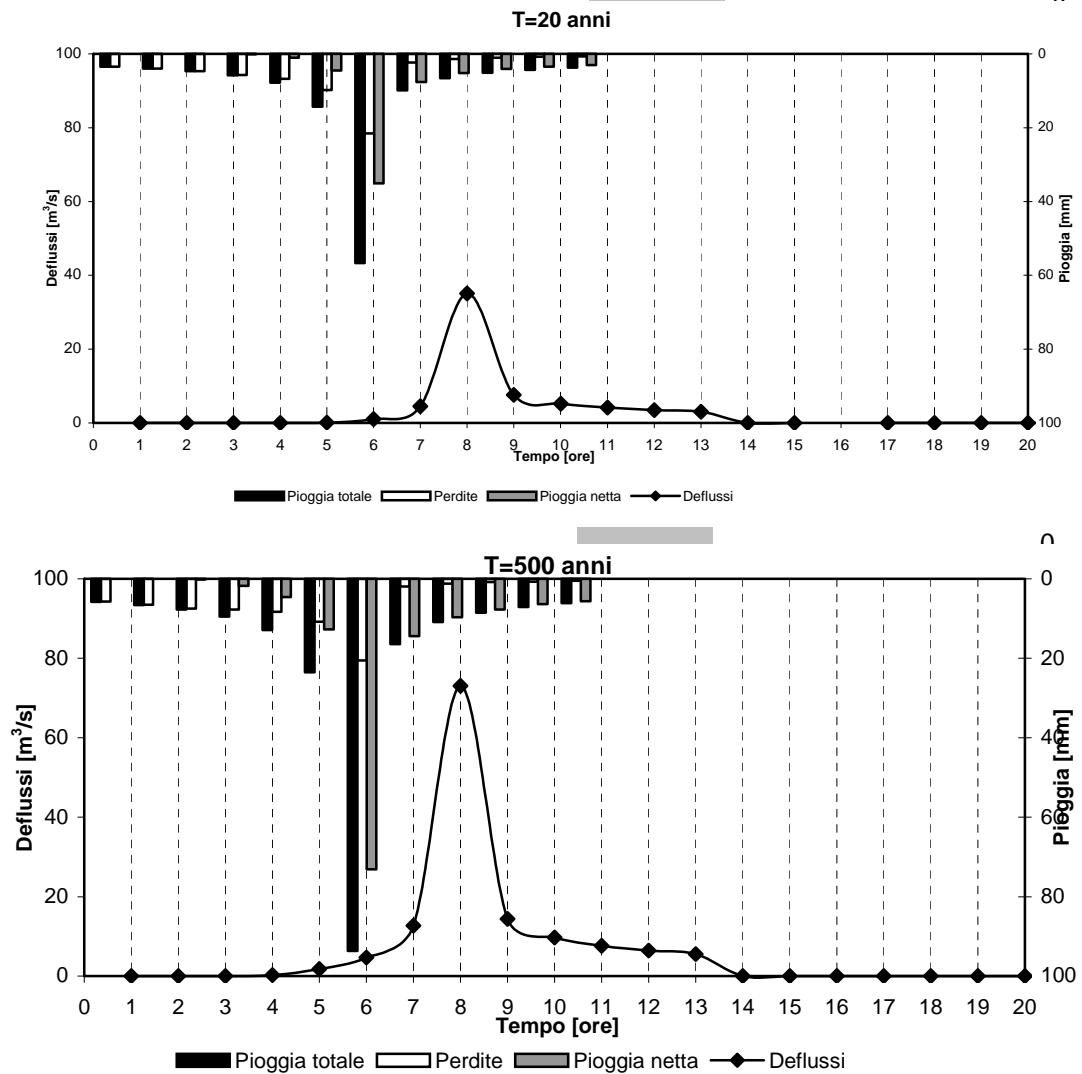 T=20 anni
100
80
60
40
20
0
Deflussi [m³/s]
0
20
40
60
80
100
Pioggia [mm]
0 1 2 3 4 5 6 7 8 9 10 11 12 13 14 15 16 17 18 19 20
Tempo [ore]
Pioggia totale Perdite Pioggia netta Deflussi
T=500 anni
100
80
60
40
20
0
Deflussi [m³/s]
0
20
40
60
80
100
Pioggia [mm]
0 1 2 3 4 5 6 7 8 9 10 11 12 13 14 15 16 17 18 19 20
Tempo [ore]
Pioggia totale Perdite Pioggia netta Deflussi